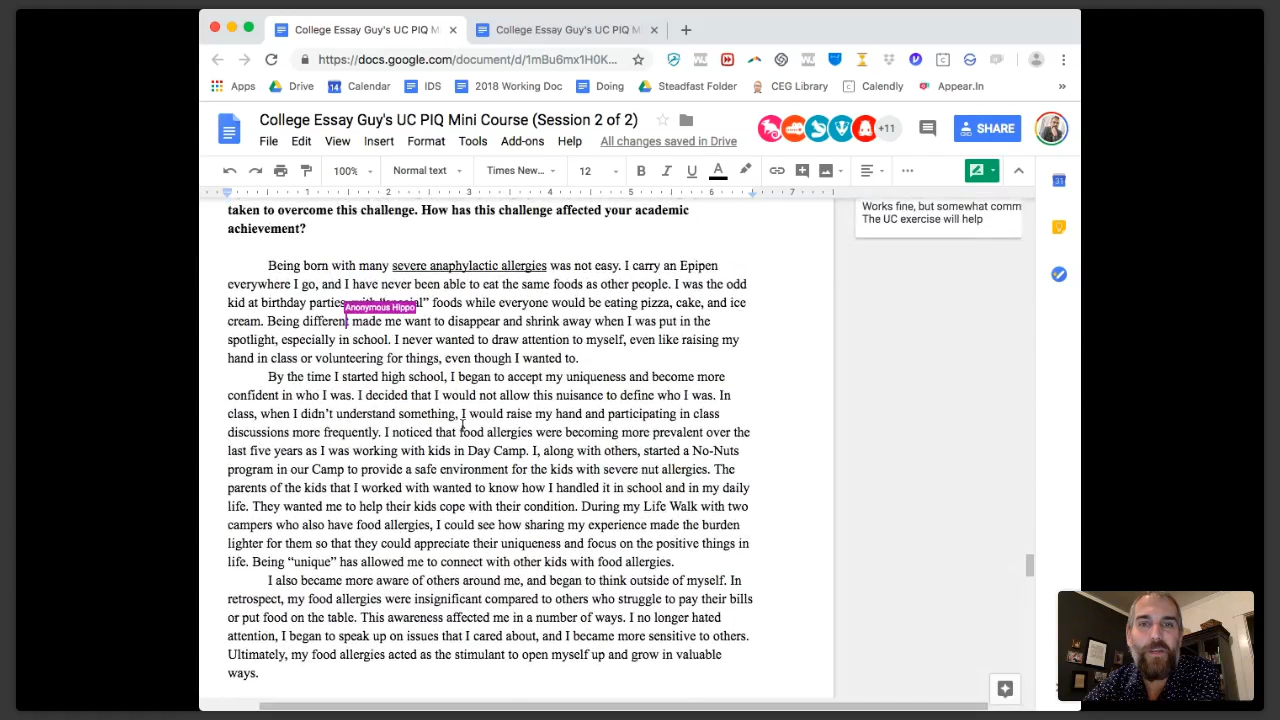 College Essay Guy's UC PIQ M
College Essay Guy's UC PIQ M
https://docs.google.com/document/d/1mBu6mx1H0K...
Apps
Drive
14
Calendar
IDS
2018 Working Doc
Doing
Steadfast Folder
CEG Library
Calendly
Appear.In
»
College Essay Guy's UC PIQ Mini Course (Session 2 of 2)
+11
SHARE
File Edit View Insert Format Tools Add-ons Help All changes saved in Drive
100% Normal text Times New... 12 B I U A
1 2 3 4 5 6 7
31
taken to overcome this challenge. How has this challenge affected your academic
achievement?
Works fine, but somewhat comm
The UC exercise will help
Being born with many severe anaphylactic allergies was not easy. I carry an Epipen
everywhere I go, and I have never been able to eat the same foods as other people. I was the odd
kid at birthday parties, with "special" foods while everyone would be eating pizza, cake, and ice
Anonymous Hippo
cream. Being different made me want to disappear and shrink away when I was put in the
spotlight, especially in school. I never wanted to draw attention to myself, even like raising my
hand in class or volunteering for things, even though I wanted to.
By the time I started high school, I began to accept my uniqueness and become more
confident in who I was. I decided that I would not allow this nuisance to define who I was. In
class, when I didn't understand something, I would raise my hand and participating in class
discussions more frequently. I noticed that food allergies were becoming more prevalent over the
last five years as I was working with kids in Day Camp. I, along with others, started a No-Nuts
program in our Camp to provide a safe environment for the kids with severe nut allergies. The
parents of the kids that I worked with wanted to know how I handled it in school and in my daily
life. They wanted me to help their kids cope with their condition. During my Life Walk with two
campers who also have food allergies, I could see how sharing my experience made the burden
lighter for them so that they could appreciate their uniqueness and focus on the positive things in
life. Being "unique" has allowed me to connect with other kids with food allergies.
I also became more aware of others around me, and began to think outside of myself. In
retrospect, my food allergies were insignificant compared to others who struggle to pay their bills
or put food on the table. This awareness affected me in a number of ways. I no longer hated
attention, I began to speak up on issues that I cared about, and I became more sensitive to others.
Ultimately, my food allergies acted as the stimulant to open myself up and grow in valuable
ways.